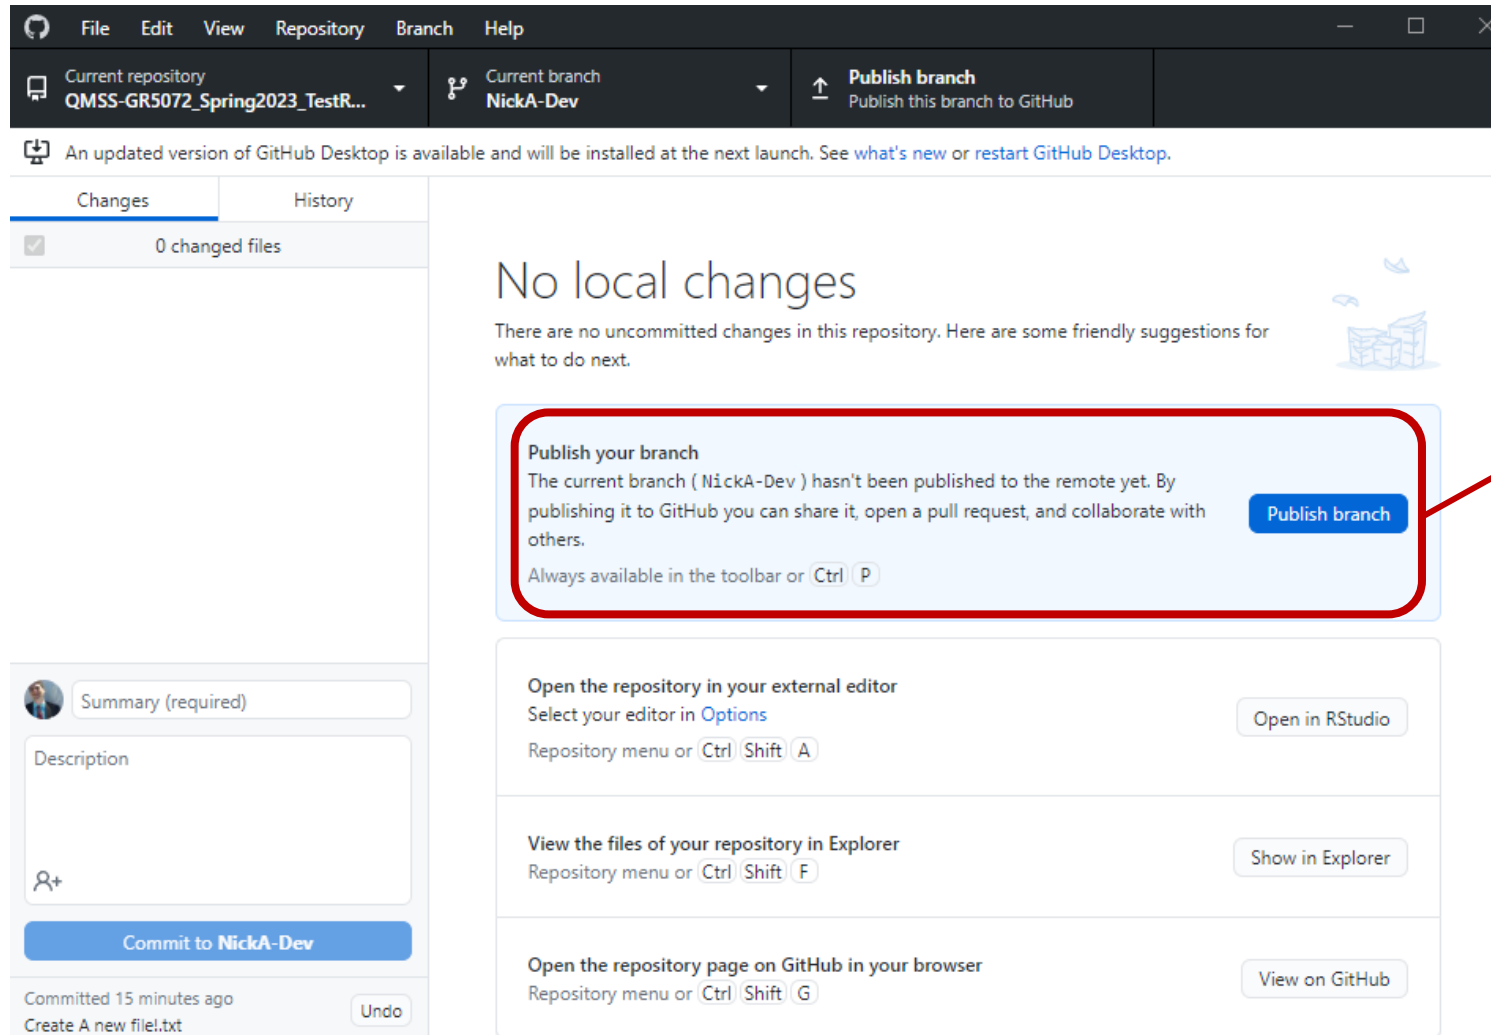 File Edit View Repository Branch Help
Current repository
QMSS-GR5072_Spring2023_TestR...
Current branch
NickA-Dev
Publish branch
Publish this branch to GitHub
An updated version of GitHub Desktop is available and will be installed at the next launch. See what's new or restart GitHub Desktop.
Changes History
0 changed files
No local changes
There are no uncommitted changes in this repository. Here are some friendly suggestions for
what to do next.
Publish your branch
The current branch ( NickA-Dev ) hasn't been published to the remote yet. By
publishing it to GitHub you can share it, open a pull request, and collaborate with
others.
Always available in the toolbar or Ctrl P
Publish branch
Open the repository in your external editor
Select your editor in Options
Repository menu or Ctrl Shift A
Open in RStudio
View the files of your repository in Explorer
Repository menu or Ctrl Shift F
Show in Explorer
Open the repository page on GitHub in your browser
Repository menu or Ctrl Shift G
View on GitHub
Summary (required)
Description
Commit to NickA-Dev
Committed 15 minutes ago
Create A new file!.txt
Undo